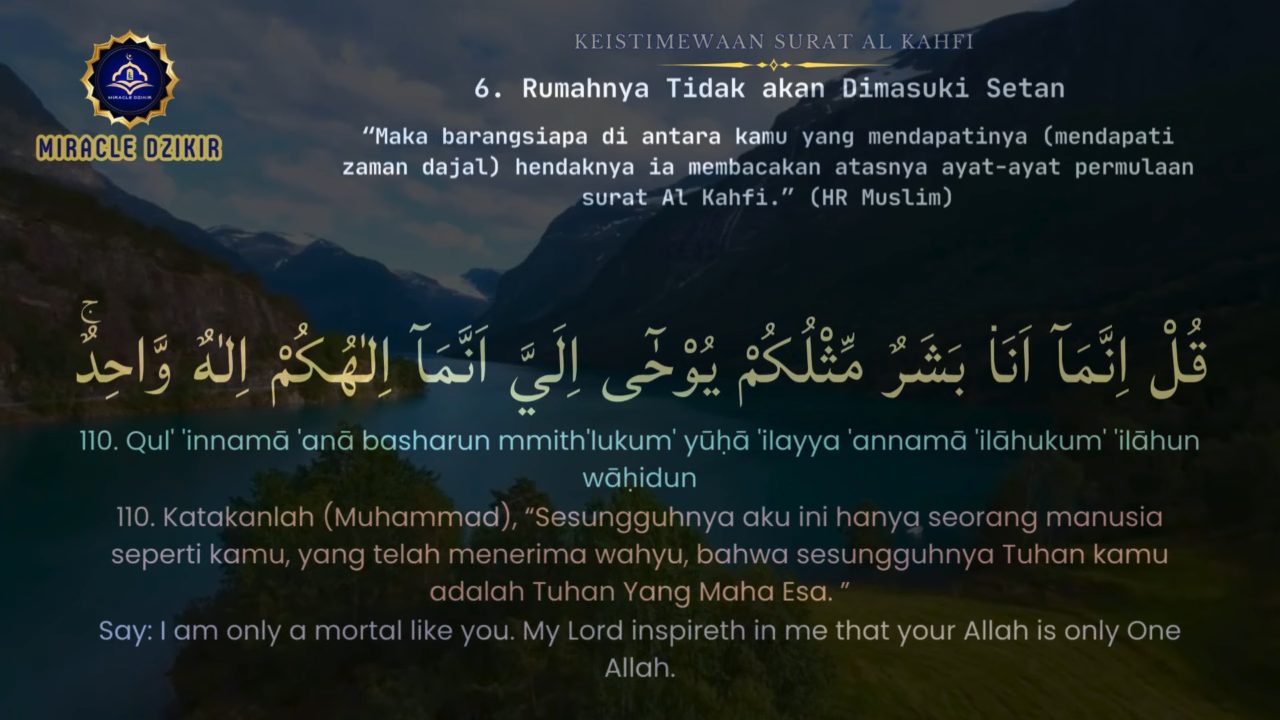 MIRACLE DZIKIR
MIRACLE DZIKIR
KEISTIMEWAAN SURAT AL KAHFI
6. Rumahnya Tidak akan Dimasuki Setan
“Maka barangsiapa di antara kamu yang mendapatinya (mendapati
zaman dajal) hendaknya ia membacakan atasnya ayat-ayat permulaan
surat Al Kahfi.” (HR Muslim)
قُلْ اِنَّمَآ اَنَا۠ بَشَرٌ مِّثْلُكُمْ يُوْحٰٓى اِلَيَّ اَنَّمَآ اِلٰهُكُمْ اِلٰهٌ وَّاحِدٌۚ
110. Qul' 'innamā 'anā basharun mmith'lukum' yūḥā 'ilayya 'annamā 'ilāhukum' 'ilāhun
wāḥidun
110. Katakanlah (Muhammad), “Sesungguhnya aku ini hanya seorang manusia
seperti kamu, yang telah menerima wahyu, bahwa sesungguhnya Tuhan kamu
adalah Tuhan Yang Maha Esa. ”
Say: I am only a mortal like you. My Lord inspireth in me that your Allah is only One
Allah.